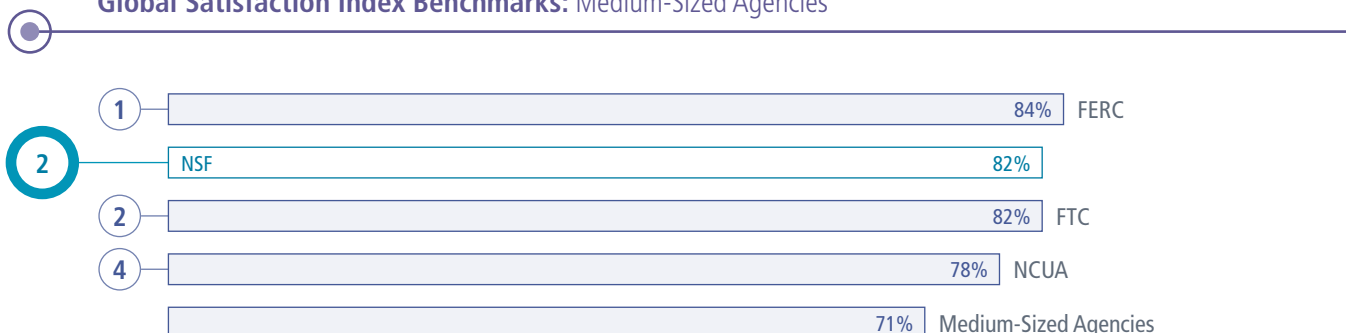 Global Satisfaction Index Benchmarks: Medium-Sized Agencies
1 84% FERC
2 NSF 82%
2 82% FTC
4 78% NCUA
71% Medium-Sized Agencies